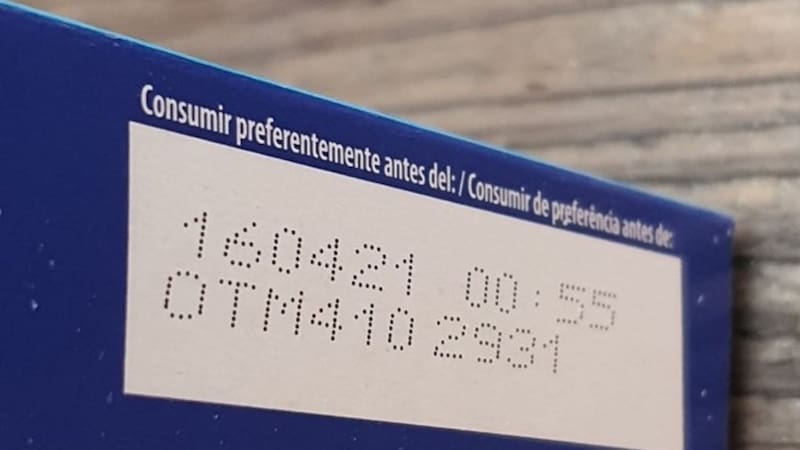 Consumir preferentemente antes del: / Consumir de preferência antes de:
160421 00:55
OTM410 2931